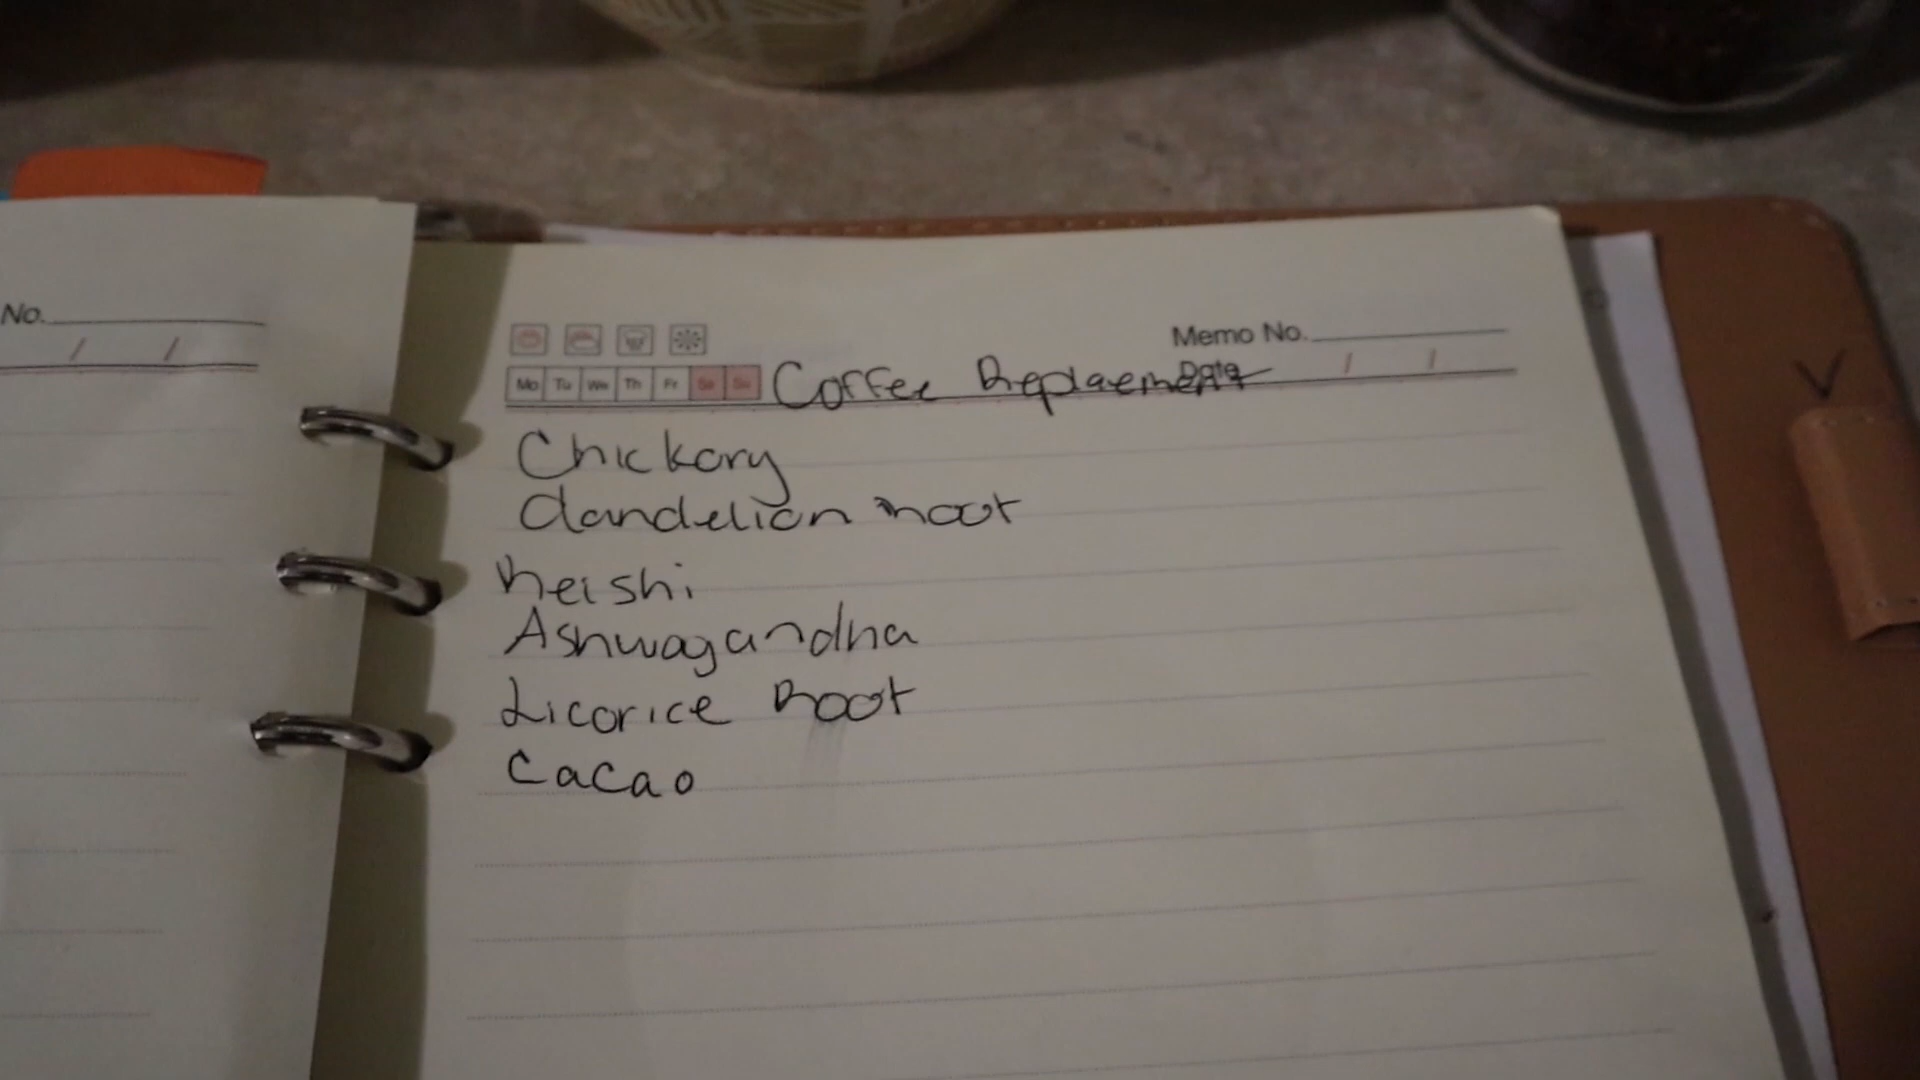 No.
/ /
Memo No.
Mo Tu We Th Fr Sa Su Coffee Replaement Date / /
Chickory
dandelion root
Reishi
Ashwagandha
Licorice Root
Cacao